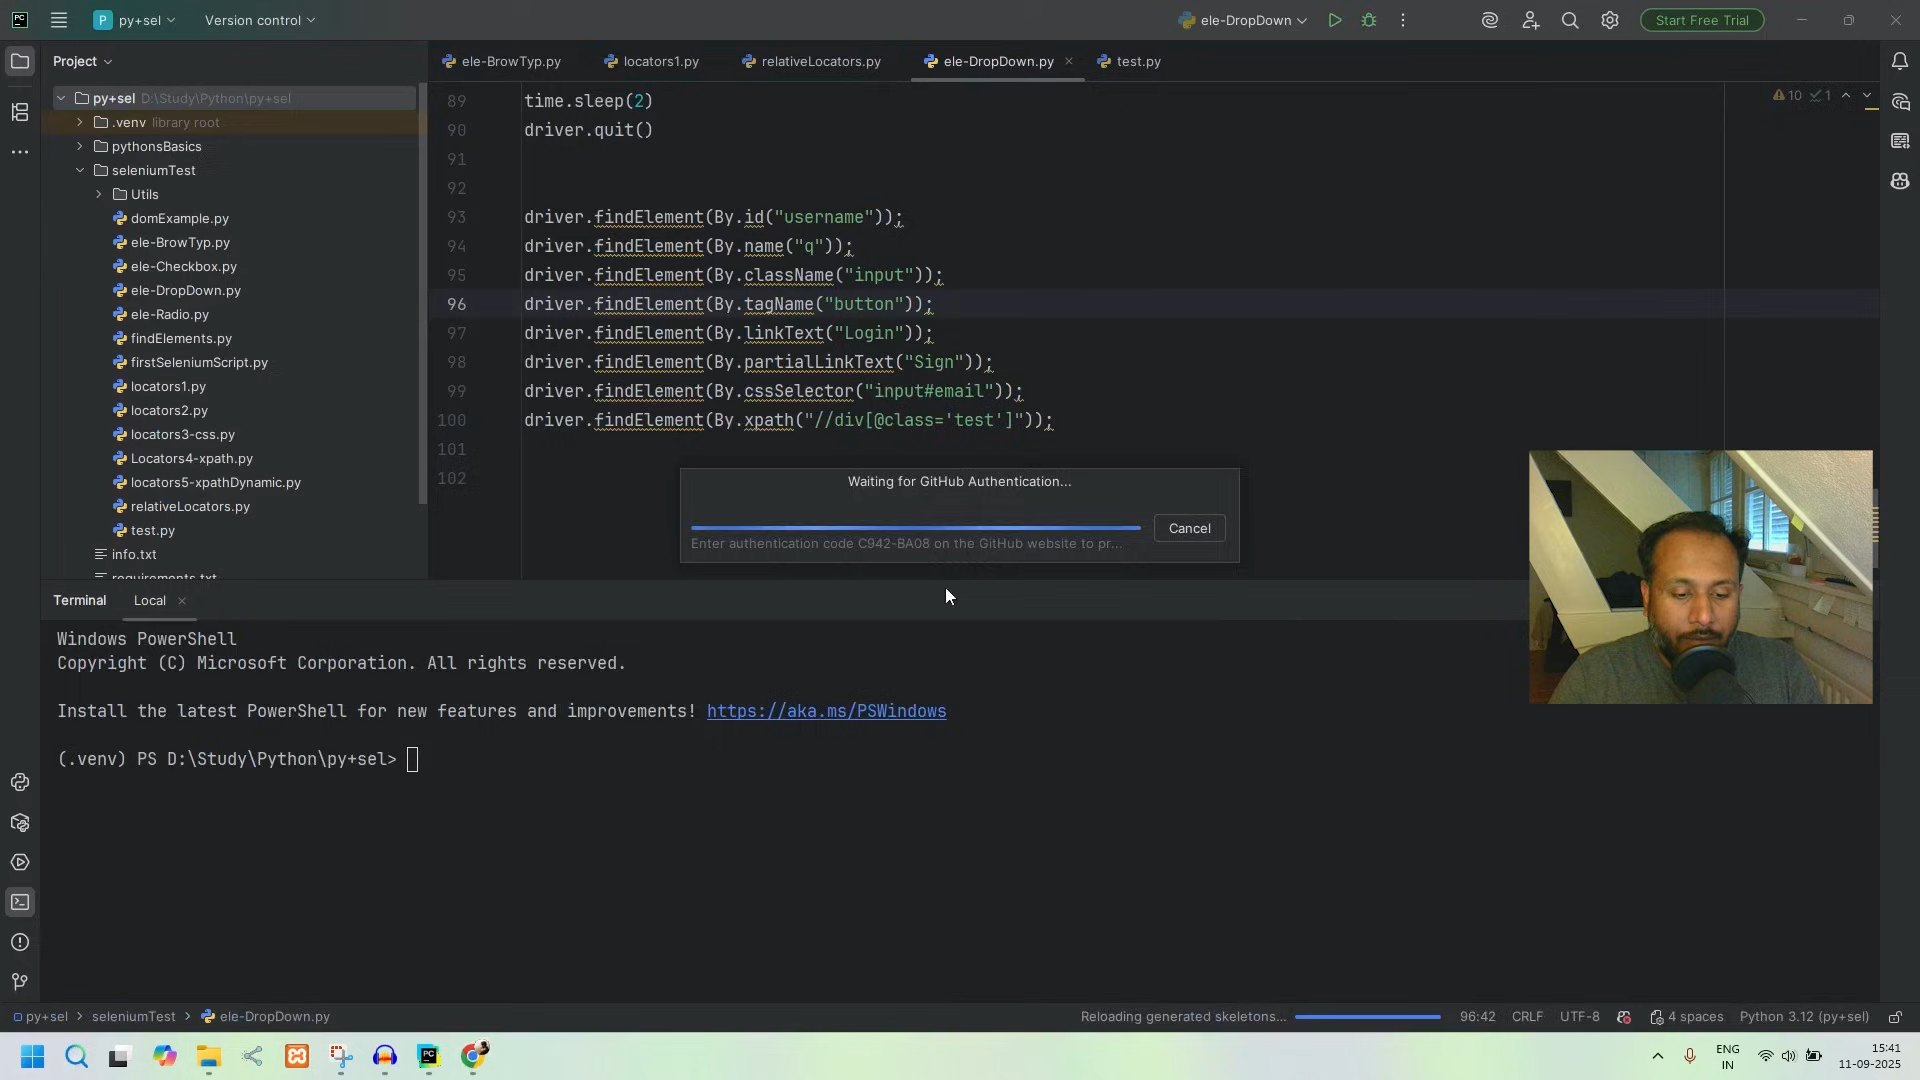 PC
P py+sel
Version control
ele-DropDown
Start Free Trial
Project
ele-BrowTyp.py
locators1.py
relativeLocators.py
ele-DropDown.py
test.py
py+sel D:\Study\Python\py+sel
.venv library root
pythonsBasics
seleniumTest
Utils
domExample.py
ele-BrowTyp.py
ele-Checkbox.py
ele-DropDown.py
ele-Radio.py
findElements.py
firstSeleniumScript.py
locators1.py
locators2.py
locators3-css.py
Locators4-xpath.py
locators5-xpathDynamic.py
relativeLocators.py
test.py
info.txt
requirements.txt
10 1
89 time.sleep(2)
90 driver.quit()
91
92
93 driver.findElement(By.id("username"));
94 driver.findElement(By.name("q"));
95 driver.findElement(By.className("input"));
96 driver.findElement(By.tagName("button"));
97 driver.findElement(By.linkText("Login"));
98 driver.findElement(By.partialLinkText("Sign"));
99 driver.findElement(By.cssSelector("input#email"));
100 driver.findElement(By.xpath("//div[@class='test']"));
101
102
Waiting for GitHub Authentication...
Cancel
Enter authentication code C942-BA08 on the GitHub website to pr...
Terminal Local
Windows PowerShell
Copyright (C) Microsoft Corporation. All rights reserved.
Install the latest PowerShell for new features and improvements! https://aka.ms/PSWindows
(.venv) PS D:\Study\Python\py+sel>
py+sel > seleniumTest > ele-DropDown.py
Reloading generated skeletons...
96:42 CRLF UTF-8 4 spaces Python 3.12 (py+sel)
PC
ENG
IN
15:41
11-09-2025